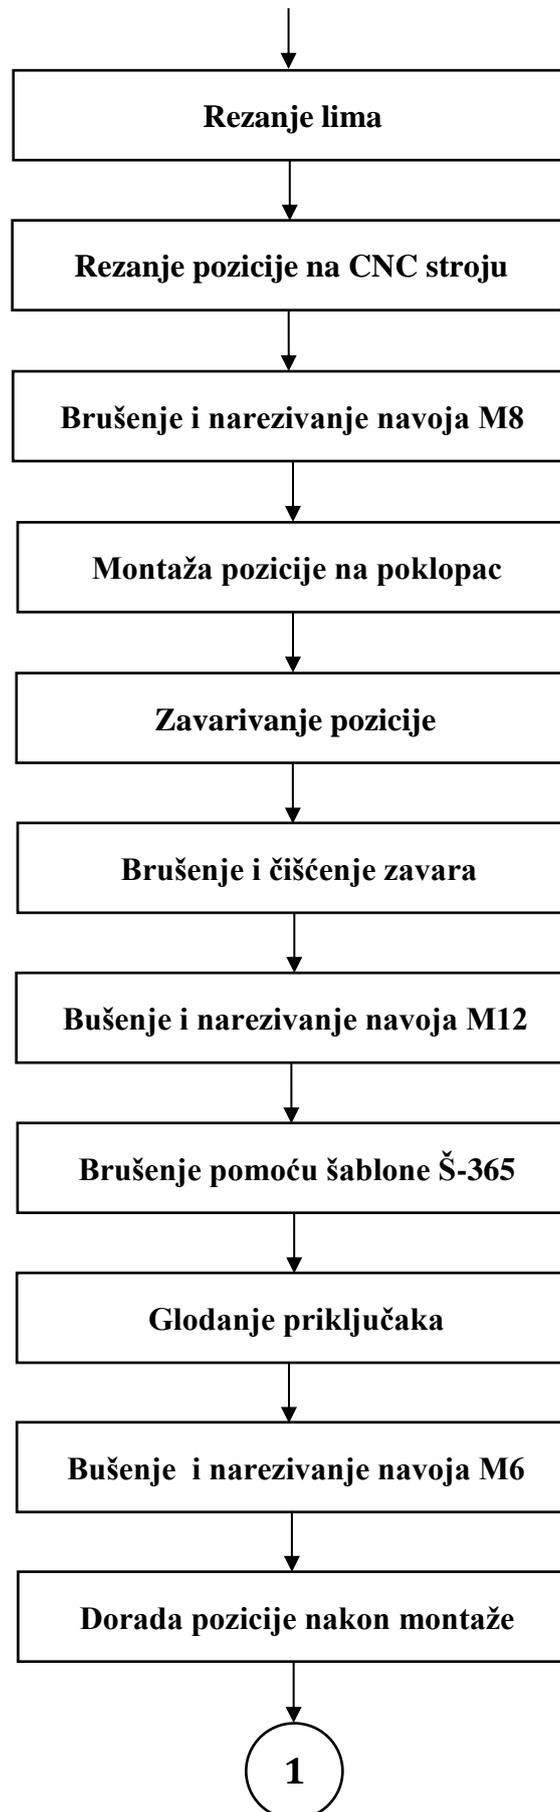 Rezanje lima
Rezanje pozicije na CNC stroju
Brušenje i narezivanje navoja M8
Montaža pozicije na poklopac
Zavarivanje pozicije
Brušenje i čišćenje zavara
Bušenje i narezivanje navoja M12
Brušenje pomoću šablone Š-365
Glodanje priključaka
Bušenje  i narezivanje navoja M6
Dorada pozicije nakon montaže
1